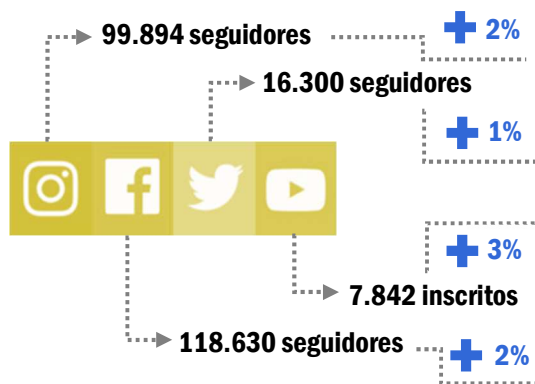 99.894 seguidores
+ 2%
16.300 seguidores
+ 1%
+ 3%
7.842 inscritos
118.630 seguidores
+ 2%